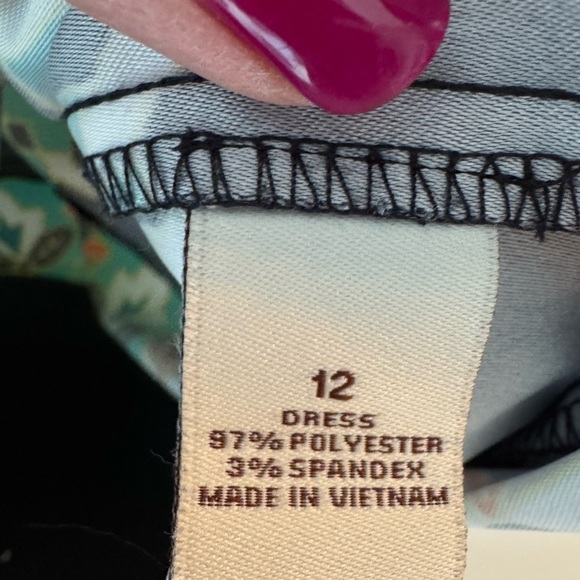 12
DRESS
97% POLYESTER
3% SPANDEX
MADE IN VIETNAM